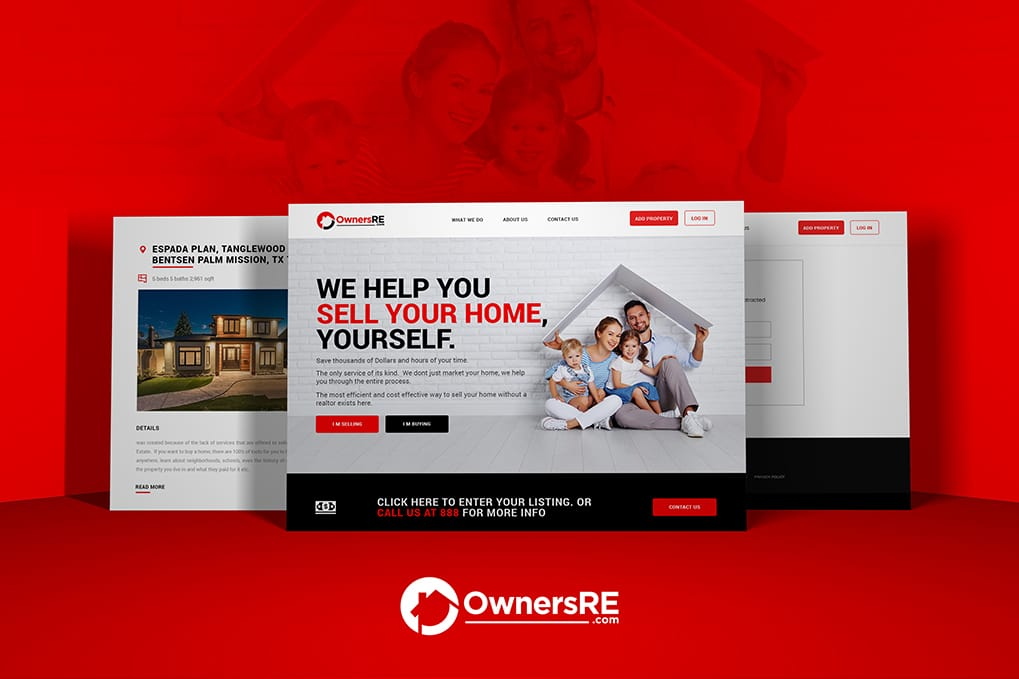 ESPADA PLAN, TANGLEWOOD
BENTSEN PALM MISSION, TX
5 beds 5 baths 2,961 sqft
DETAILS
was created because of the lack of services that are offered to
Estate. If you want to buy a home, there are 100's of tools for you to
anywhere, learn about neighborhoods, schools, even the history of
the property you live in and what they paid for it etc.
READ MORE
OwnersRE
.com
WHAT WE DO
ABOUT US
CONTACT US
ADD PROPERTY
LOG IN
WE HELP YOU
SELL YOUR HOME,
YOURSELF.
Save thousands of Dollars and hours of your time.
The only service of its kind. We dont just market your home, we help
you through the entire process.
The most efficient and cost effective way to sell your home without a
realtor exists here.
I M SELLING
I M BUYING
CLICK HERE TO ENTER YOUR LISTING. OR
CALL US AT 888 FOR MORE INFO
CONTACT US
US
ADD PROPERTY
LOG IN
PRIVACY POLICY
OwnersRE
.com